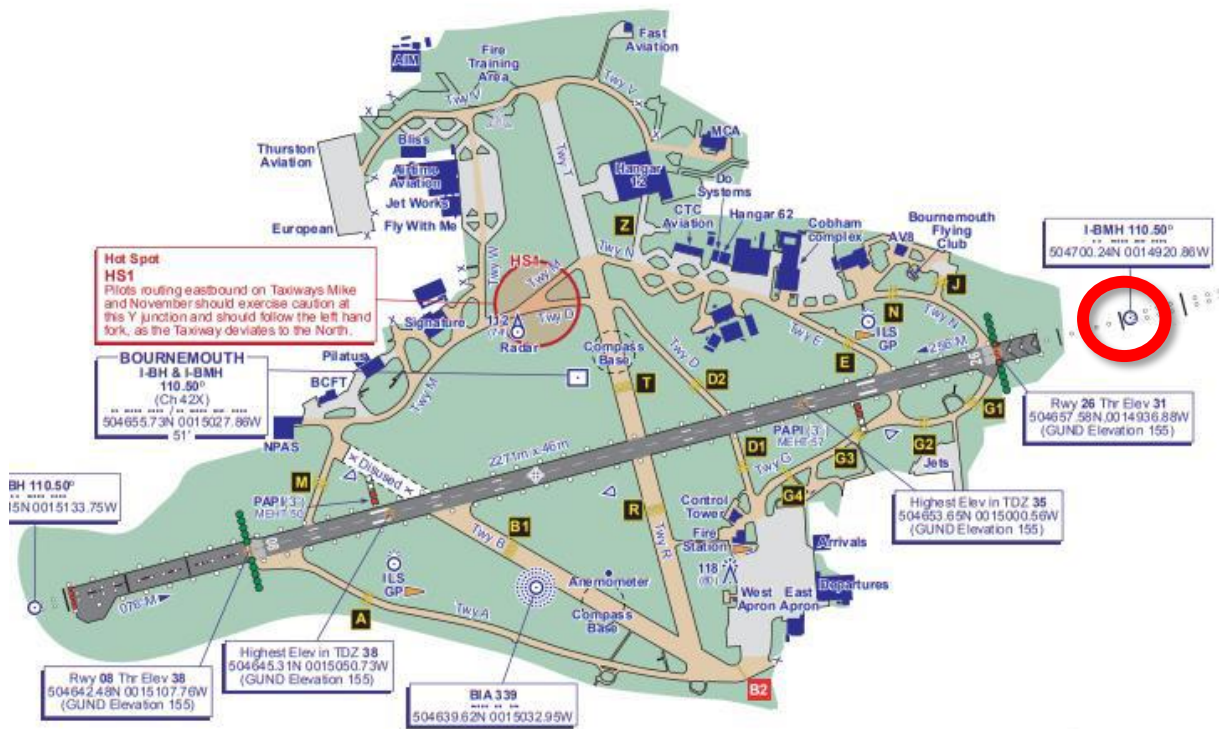 Fast
Aviation
AIM
Fire
Training
Area
Twy V
Twy V
MCA
Thurston
Aviation
Bliss
Airtime
Aviation
Jet Works
Fly With Me
European
Twy T
Hangar
12
Do
Systems
CTC
Aviation
Hangar 62
Cobham
complex
Bournemouth
Flying
Club
AV8
I-BMH 110.50°
504700.24N 0014920.86W
Z
J
Hot Spot
HS1
Pilots routing eastbound on Taxiways Mike
and November should exercise caution at
this Y junction and should follow the left hand
fork, as the Taxiway deviates to the North.
HS1
Twy M
Twy M
Twy N
Twy O
N
Twy N
Signature
112
Radar
Compass
Base
Twy E
E
ILS
GP
256°M
26
BOURNEMOUTH
I-BH & I-BMH
110.50°
(Ch 42X)
504655.73N 0015027.86W
51'
Pilatus
BCFT
Twy M
T
Twy D
D2
NPAS
2271m x 46m
PAPI (3°)
MEHT 57
G1
Rwy 26 Thr Elev 31
504657.58N 0014936.88W
(GUND Elevation 155)
× Disused ×
M
D1
Twy G
G3
G2
Jets
BH 110.50°
15N 0015133.75W
PAPI (3°)
MEHT 50
G4
Highest Elev in TDZ 35
504653.65N 0015000.56W
(GUND Elevation 155)
B1
R
Control
Tower
Fire
Station
Arrivals
08
Twy B
Twy R
118
(80)
ILS
GP
Anemometer
Departures
076°M
Compass
Base
West
Apron
East
Apron
A
Twy A
Rwy 08 Thr Elev 38
504642.48N 0015107.76W
(GUND Elevation 155)
Highest Elev in TDZ 38
504645.31N 0015050.73W
(GUND Elevation 155)
BIA 339
504639.62N 0015032.95W
B2